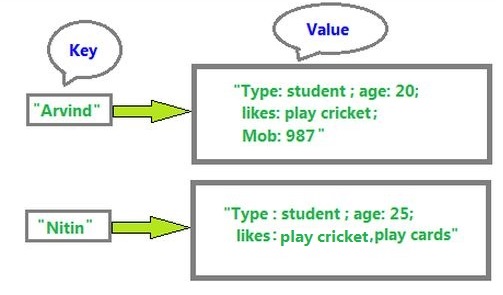 Key
Value
"Arvind"
"Type: student ; age: 20;
likes: play cricket;
Mob: 987"
"Nitin"
"Type : student ; age: 25;
likes: play cricket,play cards"